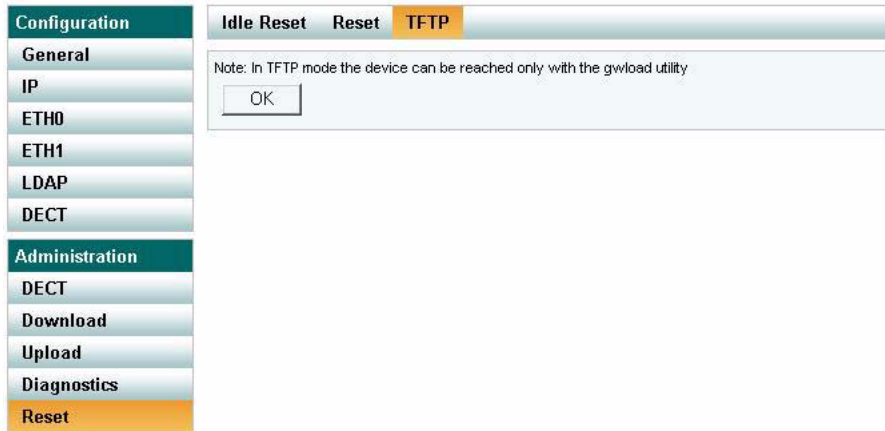 Configuration
General
IP
ETH0
ETH1
LDAP
DECT
Administration
DECT
Download
Upload
Diagnostics
Reset
Idle Reset Reset TFTP
Note: In TFTP mode the device can be reached only with the gwload utility
OK